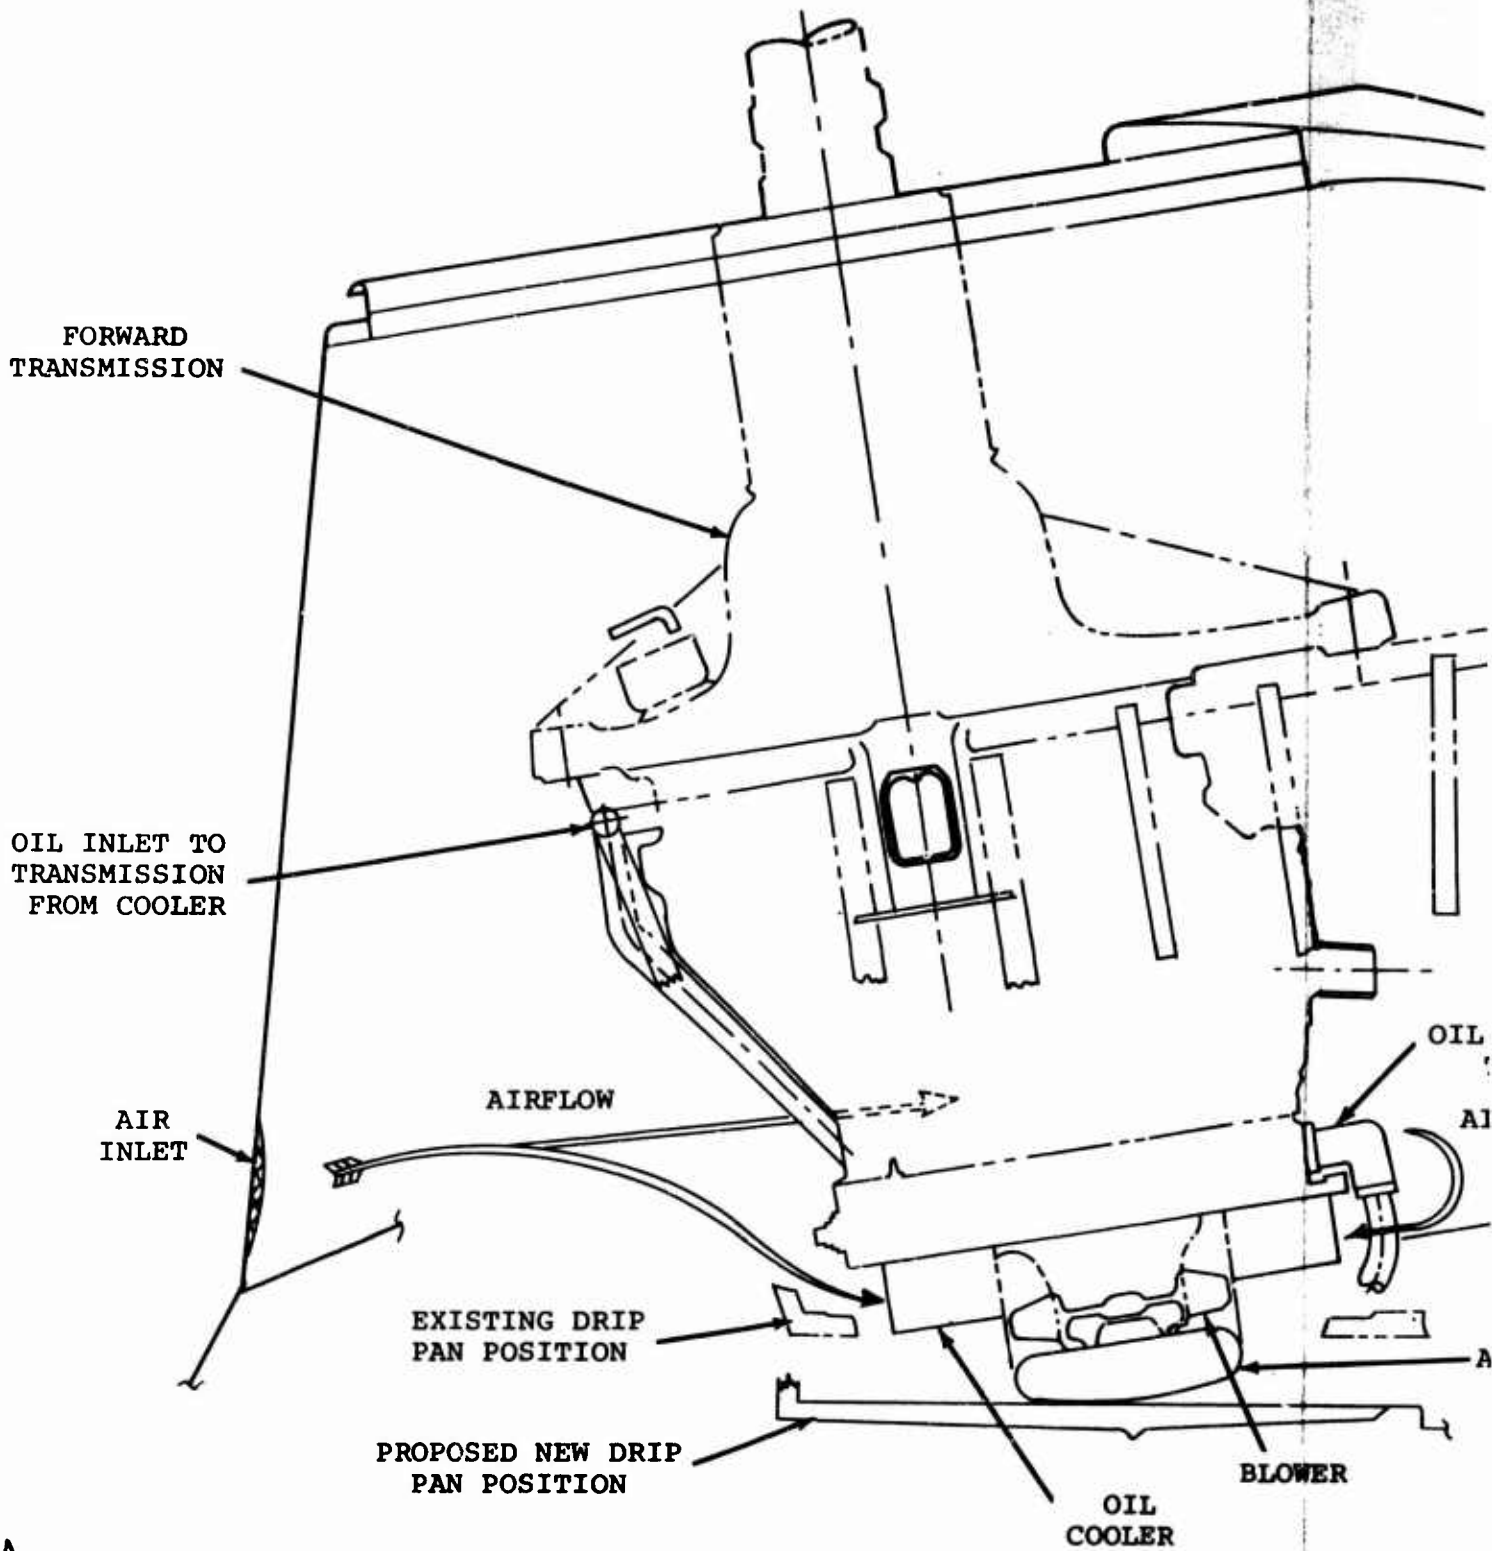 FORWARD
TRANSMISSION
OIL INLET TO
TRANSMISSION
FROM COOLER
OIL
AIRFLOW
AIR
INLET
EXISTING DRIP
PAN POSITION
A
PROPOSED NEW DRIP
PAN POSITION
BLOWER
OIL
COOLER
A